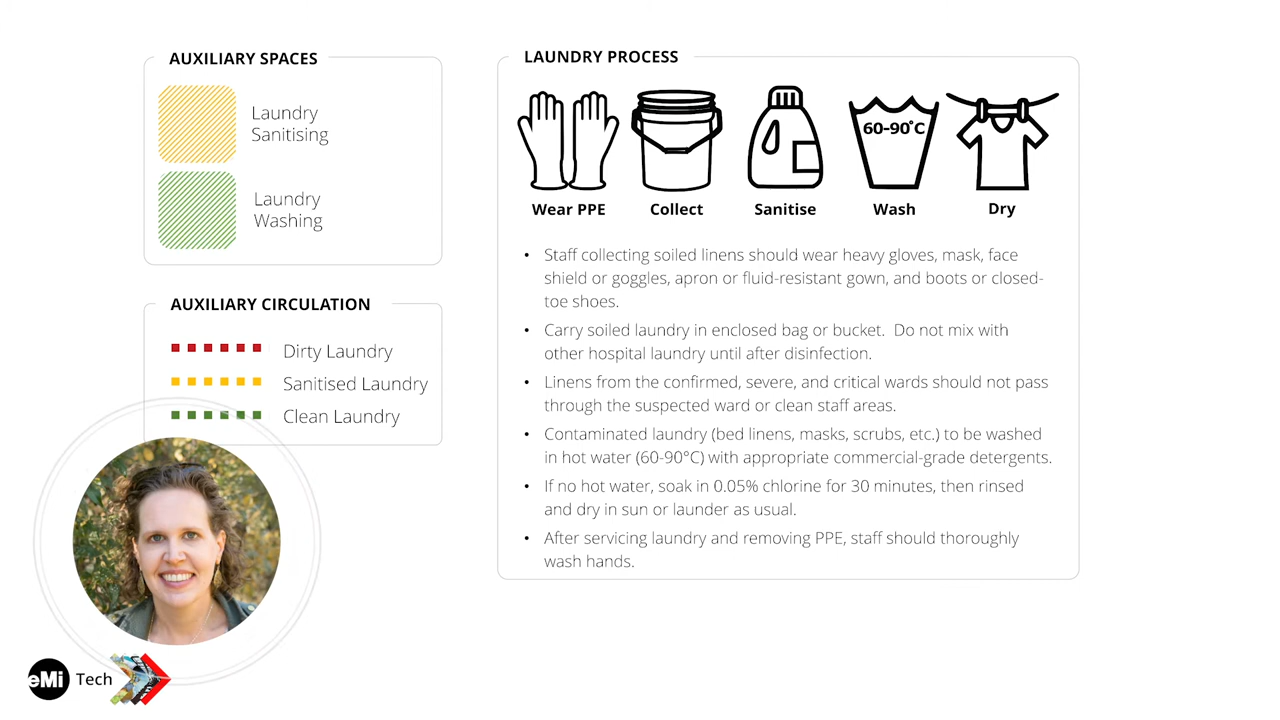 AUXILIARY SPACES
Laundry
Sanitising
Laundry
Washing
AUXILIARY CIRCULATION
Dirty Laundry
Sanitised Laundry
Clean Laundry
LAUNDRY PROCESS
60-90°C
Wear PPE
Collect
Sanitise
Wash
Dry
• Staff collecting soiled linens should wear heavy gloves, mask, face
shield or goggles, apron or fluid-resistant gown, and boots or closed-
toe shoes.
• Carry soiled laundry in enclosed bag or bucket.  Do not mix with
other hospital laundry until after disinfection.
• Linens from the confirmed, severe, and critical wards should not pass
through the suspected ward or clean staff areas.
• Contaminated laundry (bed linens, masks, scrubs, etc.) to be washed
in hot water (60-90°C) with appropriate commercial-grade detergents.
• If no hot water, soak in 0.05% chlorine for 30 minutes, then rinsed
and dry in sun or launder as usual.
• After servicing laundry and removing PPE, staff should thoroughly
wash hands.
eMi Tech